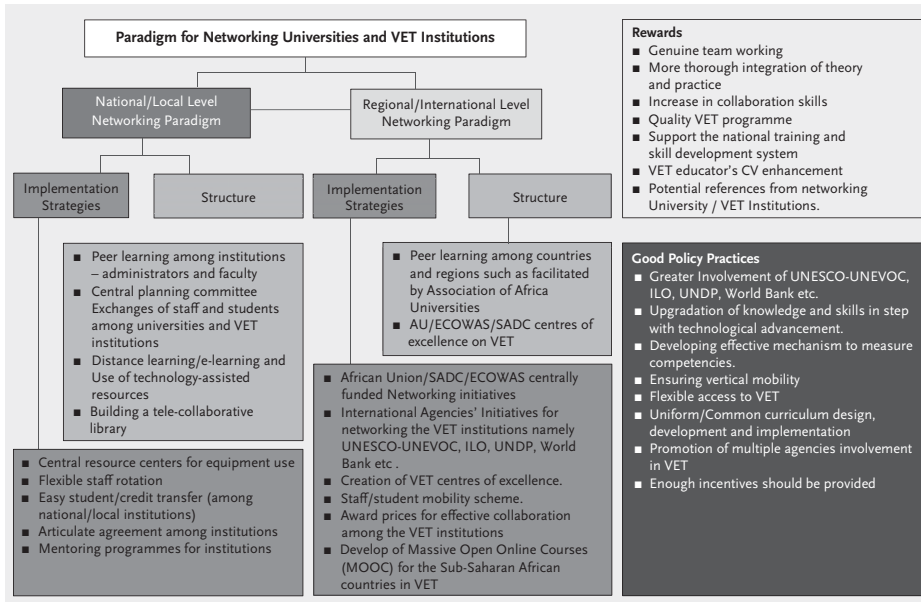 Paradigm for Networking Universities and VET Institutions
National/Local Level
Networking Paradigm
Regional/International Level
Networking Paradigm
Implementation
Strategies
Structure
Implementation
Strategies
Structure
■ Peer learning among institutions
– administrators and faculty
■ Central planning committee
Exchanges of staff and students
among universities and VET
institutions
■ Distance learning/e-learning and
Use of technology-assisted
resources
■ Building a tele-collaborative
library
■ Peer learning among countries
and regions such as facilitated
by Association of Africa
Universities
■ AU/ECOWAS/SADC centres of
excellence on VET
■ Central resource centers for equipment use
■ Flexible staff rotation
■ Easy student/credit transfer (among
national/local institutions)
■ Articulate agreement among institutions
■ Mentoring programmes for institutions
■ African Union/SADC/ECOWAS centrally
funded Networking initiatives
■ International Agencies’ Initiatives for
networking the VET institutions namely
UNESCO-UNEVOC, ILO, UNDP, World
Bank etc .
■ Creation of VET centres of excellence.
■ Staff/student mobility scheme.
■ Award prices for effective collaboration
among the VET institutions
■ Develop of Massive Open Online Courses
(MOOC) for the Sub-Saharan African
countries in VET
Rewards
■ Genuine team working
■ More thorough integration of theory
and practice
■ Increase in collaboration skills
■ Quality VET programme
■ Support the national training and
skill development system
■ VET educator’s CV enhancement
■ Potential references from networking
University / VET Institutions.
Good Policy Practices
■ Greater Involvement of UNESCO-UNEVOC,
ILO, UNDP, World Bank etc.
■ Upgradation of knowledge and skills in step
with technological advancement.
■ Developing effective mechanism to measure
competencies.
■ Ensuring vertical mobility
■ Flexible access to VET
■ Uniform/Common curriculum design,
development and implementation
■ Promotion of multiple agencies involvement
in VET
■ Enough incentives should be provided